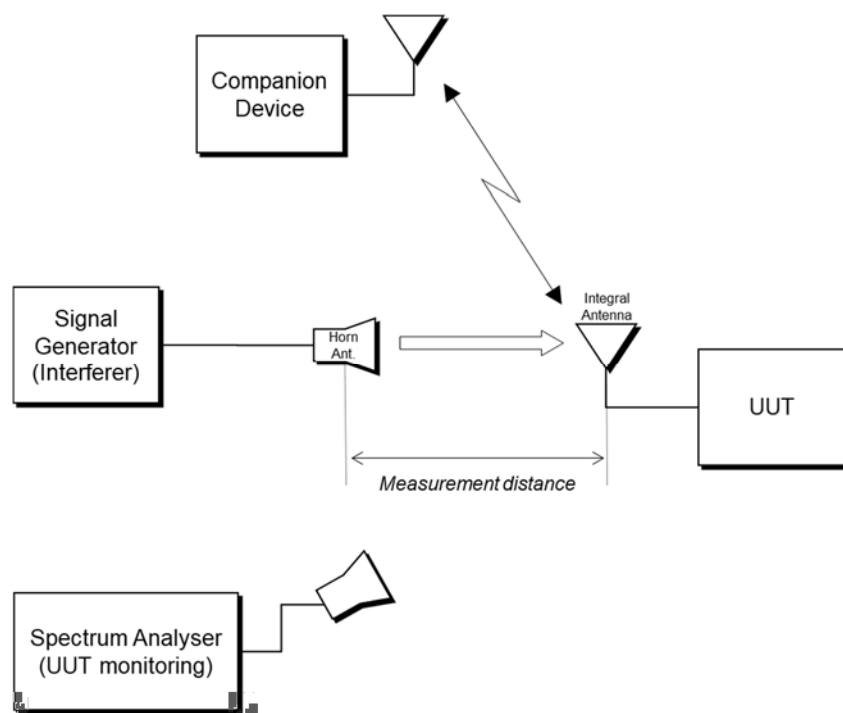 Companion
Device
Integral
Antenna
Signal
Generator
(Interferer)
Horn
Ant.
UUT
Measurement distance
Spectrum Analyser
(UUT monitoring)